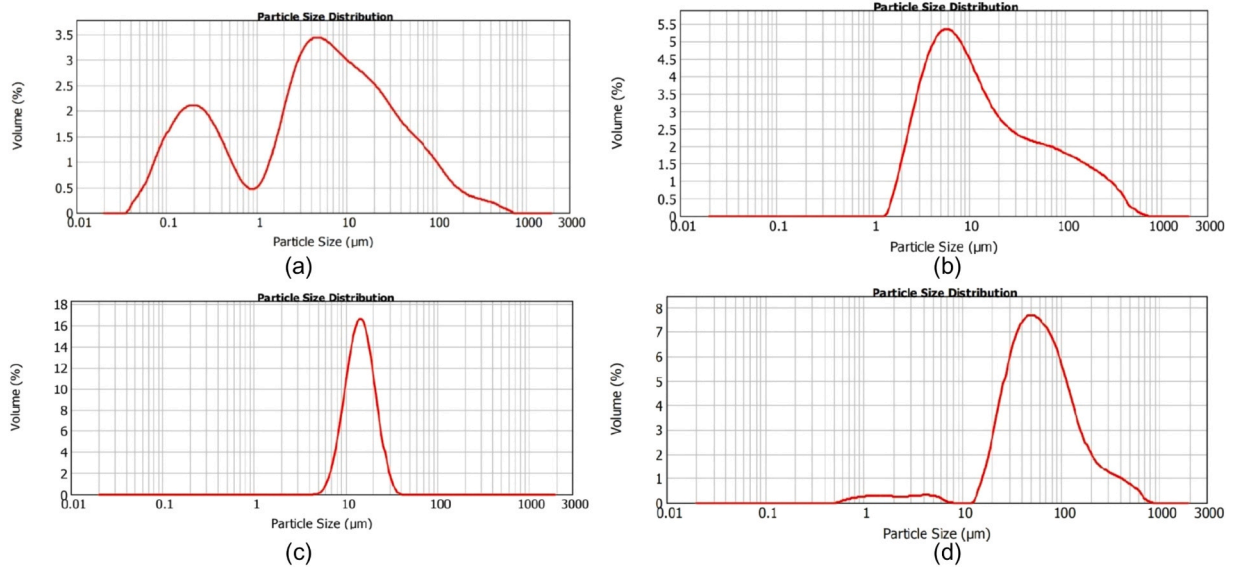 Particle Size Distribution
3.5
3
2.5
2
1.5
1
0.5
0
Volume (%)
0.01 0.1 1 10 100 1000 3000
Particle Size (µm)
(a)
Particle Size Distribution
5.5
5
4.5
4
3.5
3
2.5
2
1.5
1
0.5
0
Volume (%)
0.01 0.1 1 10 100 1000 3000
Particle Size (µm)
(b)
Particle Size Distribution
18
16
14
12
10
8
6
4
2
0
Volume (%)
0.01 0.1 1 10 100 1000 3000
Particle Size (µm)
(c)
Particle Size Distribution
8
7
6
5
4
3
2
1
0
Volume (%)
0.01 0.1 1 10 100 1000 3000
Particle Size (µm)
(d)